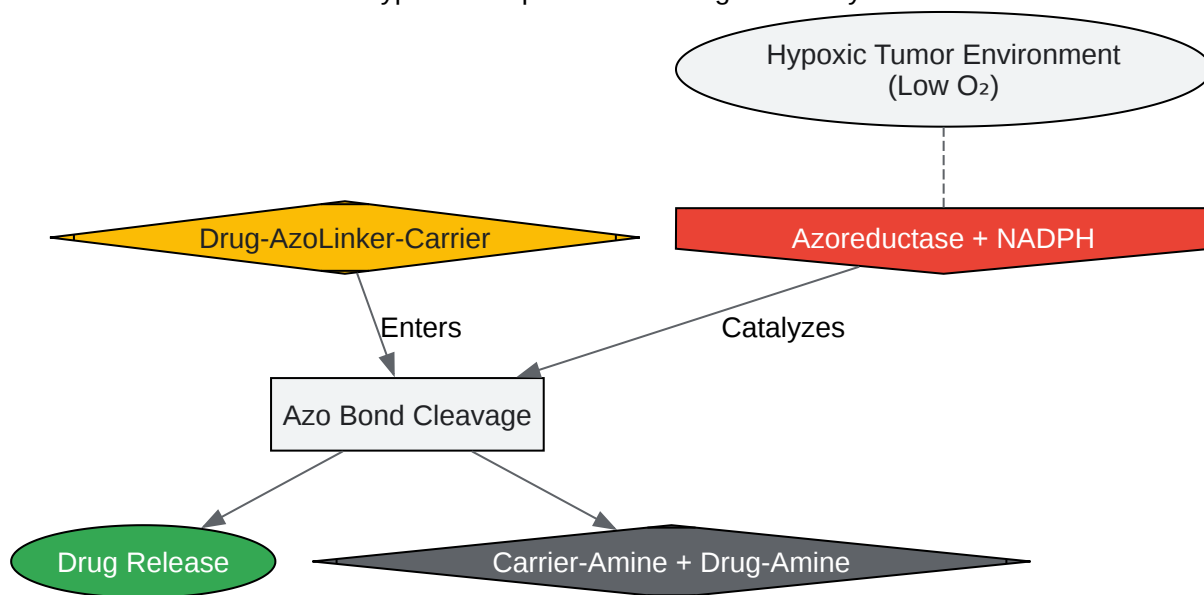 Hypoxic Tumor Environment
(Low O₂)
Drug-AzoLinker-Carrier
Azoreductase + NADPH
Enters
Catalyzes
Azo Bond Cleavage
Drug Release
Carrier-Amine + Drug-Amine